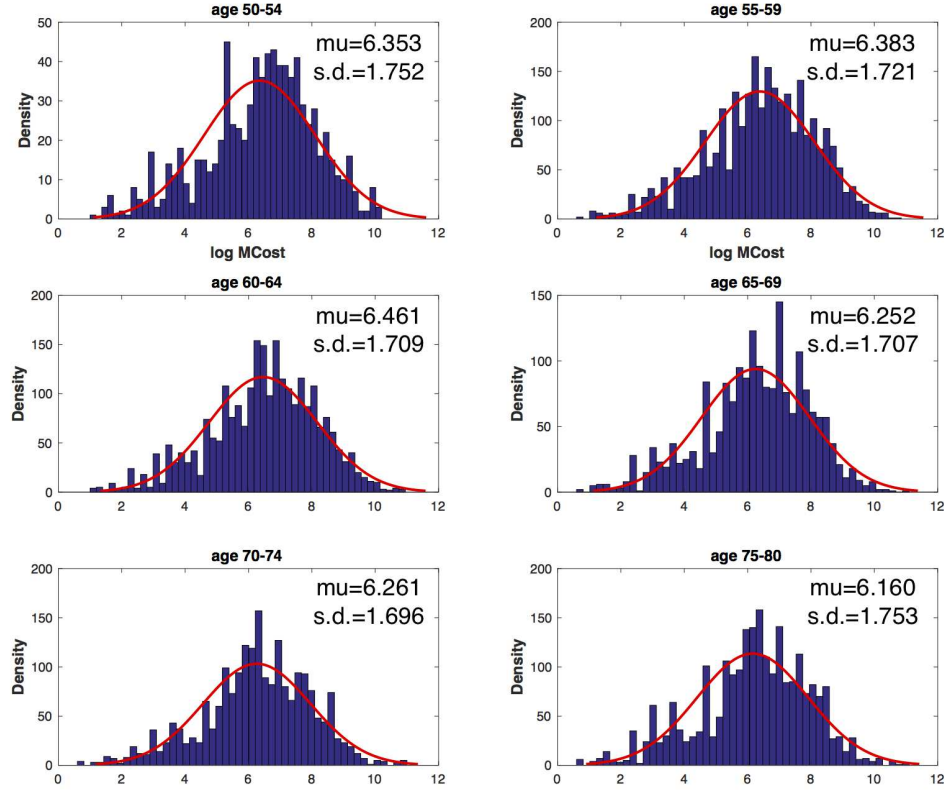 age 50-54
50
40
30
20
10
0
Density
mu=6.353
s.d.=1.752
0 2 4 6 8 10 12
log MCost
age 55-59
200
150
100
50
0
Density
mu=6.383
s.d.=1.721
0 2 4 6 8 10 12
log MCost
age 60-64
200
150
100
50
0
Density
mu=6.461
s.d.=1.709
0 2 4 6 8 10 12
age 65-69
150
100
50
0
Density
mu=6.252
s.d.=1.707
0 2 4 6 8 10 12
age 70-74
200
150
100
50
0
Density
mu=6.261
s.d.=1.696
0 2 4 6 8 10 12
age 75-80
200
150
100
50
0
Density
mu=6.160
s.d.=1.753
0 2 4 6 8 10 12